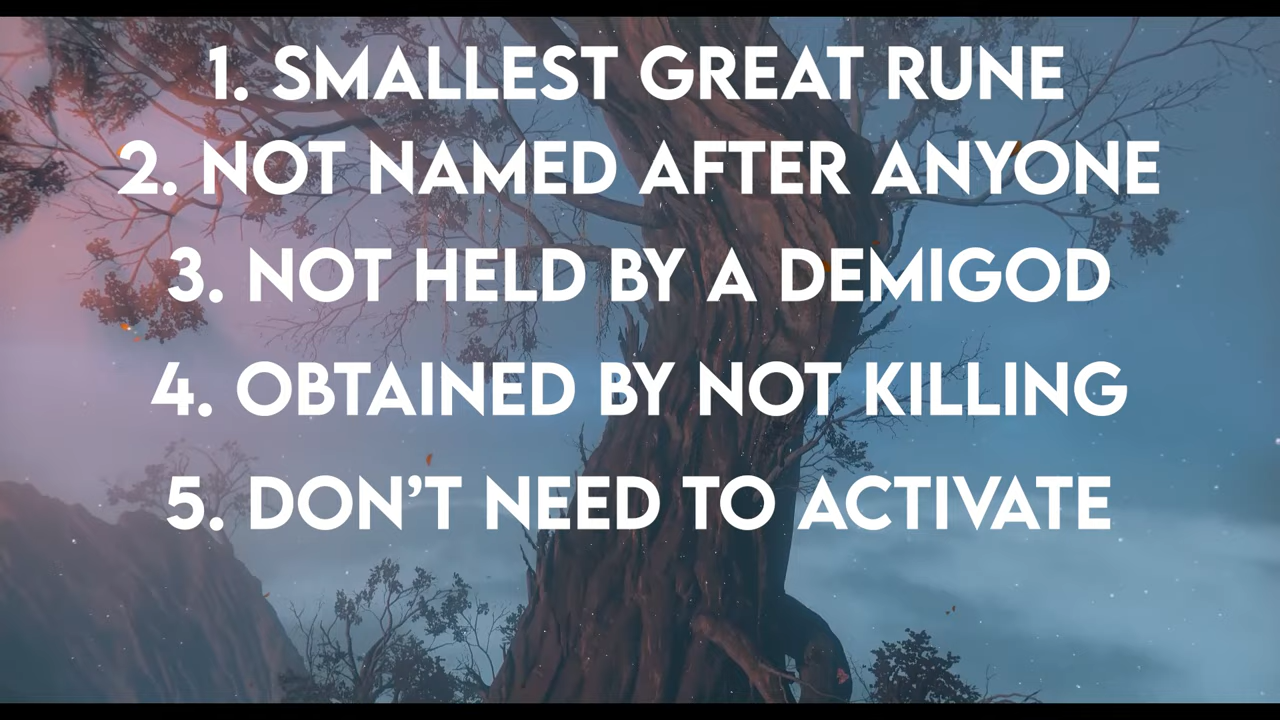 1. SMALLEST GREAT RUNE
2. NOT NAMED AFTER ANYONE
3. NOT HELD BY A DEMIGOD
4. OBTAINED BY NOT KILLING
5. DON'T NEED TO ACTIVATE